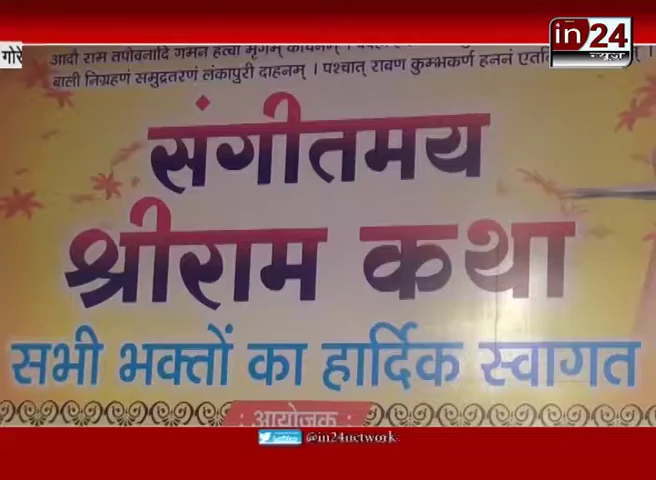 in24
न्यूज
गोरे
आदौ राम तपोवनादि गमनं हत्वा मृगम् कांचनम् ।
बाली निग्रहणं समुद्रतरणं लंकापुरी दाहनम् । पश्चात् रावण कुम्भकर्ण हननं
संगीतमय
श्रीराम कथा
सभी भक्तों का हार्दिक स्वागत
: आयोजक :
@in24network